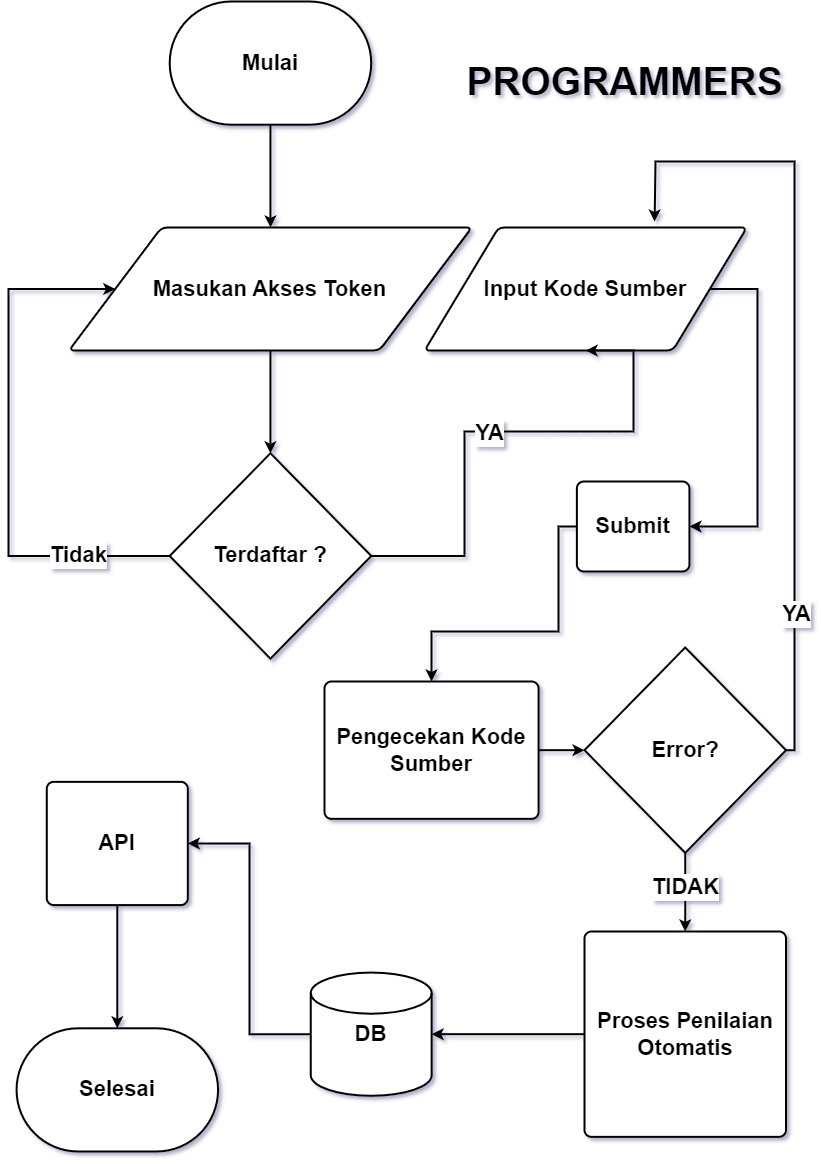 Mulai
PROGRAMMERS
Masukan Akses Token
Input Kode Sumber
YA
Submit
Terdaftar ?
Tidak
YA
Pengecekan Kode
Sumber
Error?
API
TIDAK
DB
Proses Penilaian
Otomatis
Selesai